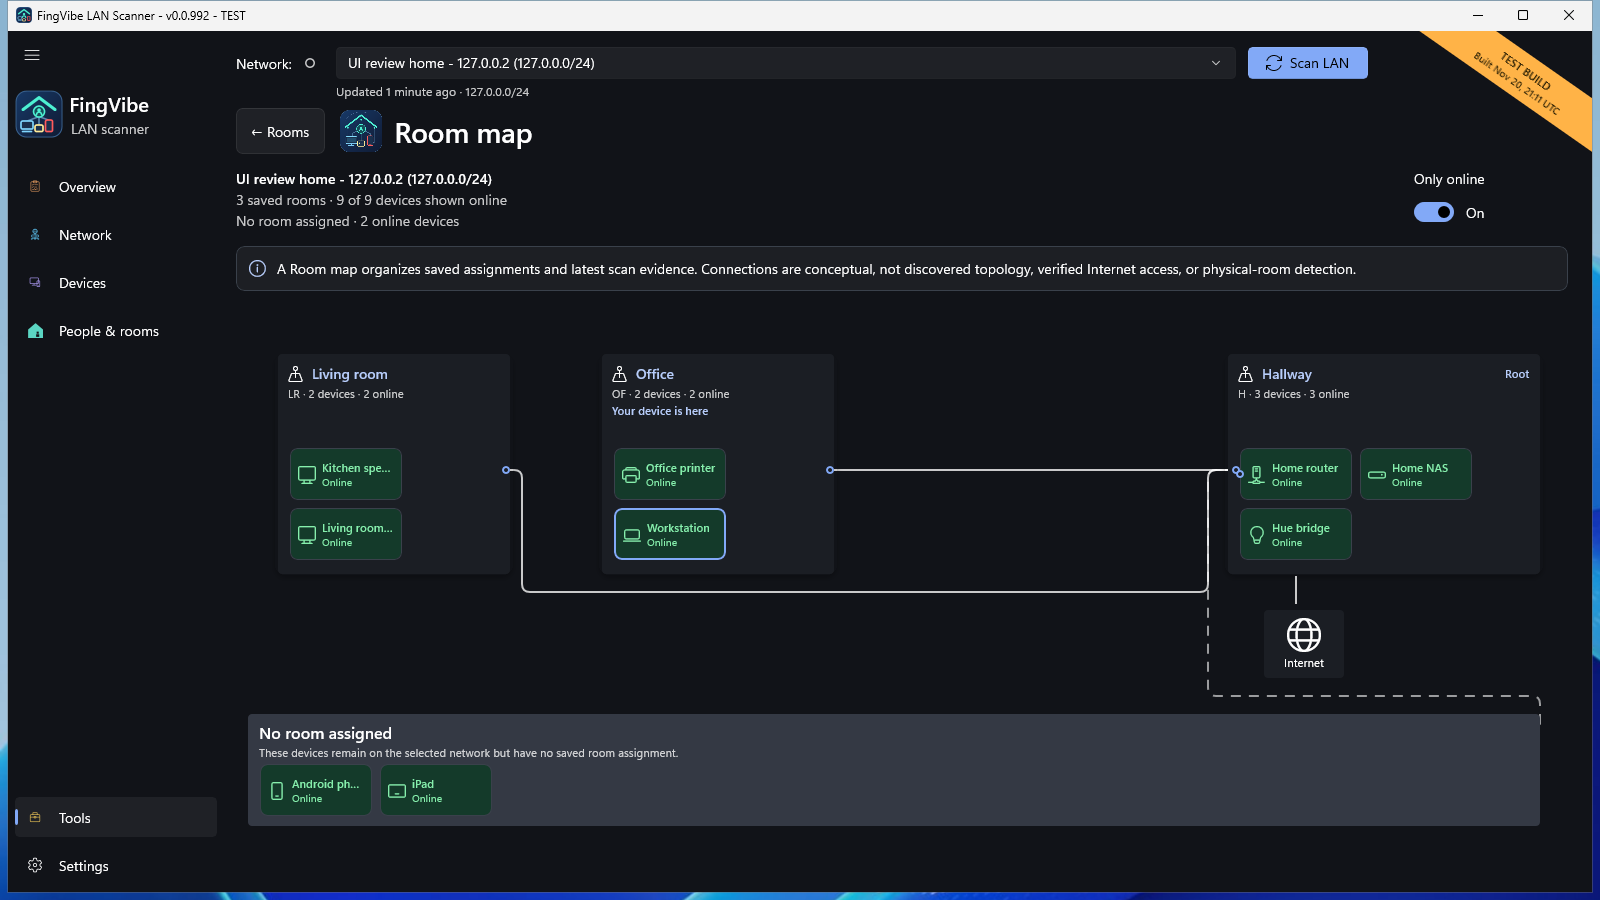 FingVibe LAN Scanner - v0.0.992 - TEST
Network:
UI review home - 127.0.0.2 (127.0.0.0/24)
Scan LAN
TEST BUILD
Built Nov 20, 21:11 UTC
Updated 1 minute ago · 127.0.0.0/24
FingVibe
LAN scanner
← Rooms
Room map
Overview
Network
Devices
People & rooms
Tools
Settings
UI review home - 127.0.0.2 (127.0.0.0/24)
3 saved rooms · 9 of 9 devices shown online
No room assigned · 2 online devices
Only online
On
A Room map organizes saved assignments and latest scan evidence. Connections are conceptual, not discovered topology, verified Internet access, or physical-room detection.
Living room
LR · 2 devices · 2 online
Kitchen spe...
Online
Living room...
Online
Office
OF · 2 devices · 2 online
Your device is here
Office printer
Online
Workstation
Online
Hallway
Root
H · 3 devices · 3 online
Home router
Online
Home NAS
Online
Hue bridge
Online
Internet
No room assigned
These devices remain on the selected network but have no saved room assignment.
Android ph...
Online
iPad
Online